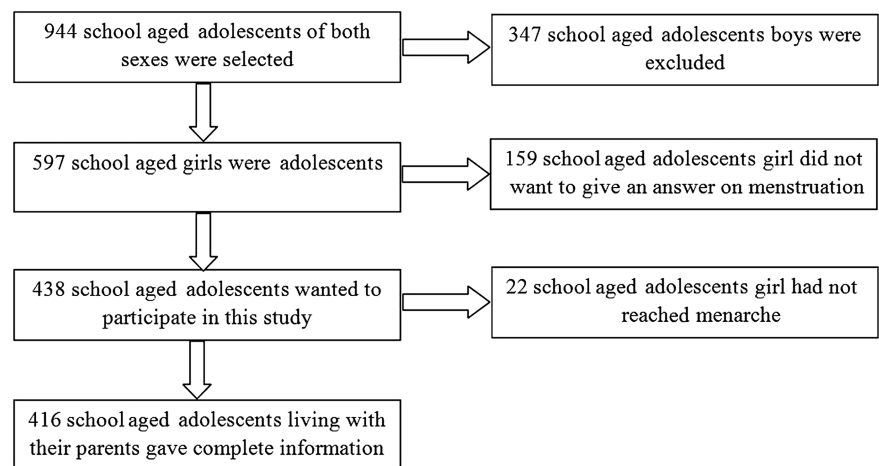 944 school aged adolescents of both
sexes were selected
347 school aged adolescents boys were
excluded
597 school aged girls were adolescents
159 school aged adolescents girl did not
want to give an answer on menstruation
438 school aged adolescents wanted to
participate in this study
22 school aged adolescents girl had not
reached menarche
416 school aged adolescents living with
their parents gave complete information